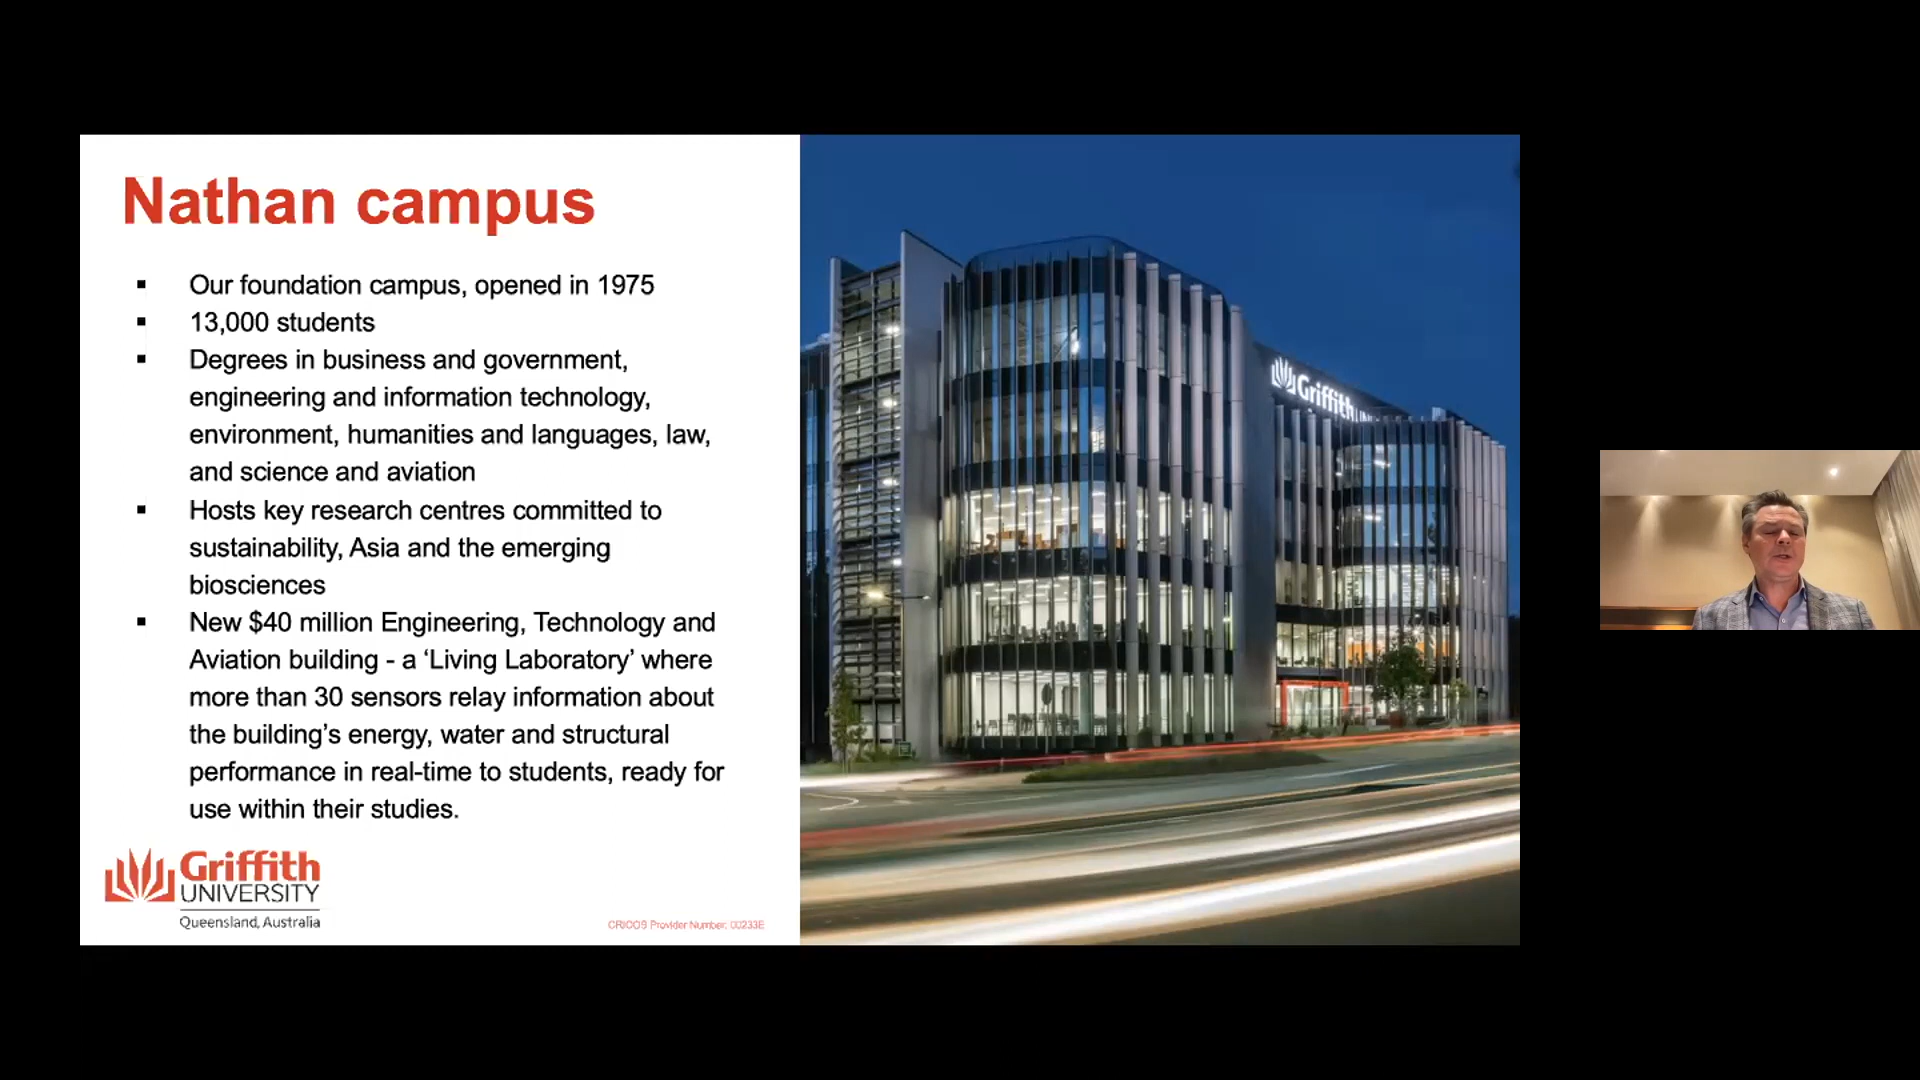 Nathan campus
▪ Our foundation campus, opened in 1975
▪ 13,000 students
▪ Degrees in business and government,
engineering and information technology,
environment, humanities and languages, law,
and science and aviation
▪ Hosts key research centres committed to
sustainability, Asia and the emerging
biosciences
▪ New $40 million Engineering, Technology and
Aviation building - a ‘Living Laboratory’ where
more than 30 sensors relay information about
the building’s energy, water and structural
performance in real-time to students, ready for
use within their studies.
Griffith
UNIVERSITY
Queensland, Australia
CRICOS Provider Number: 00233E
Griffith